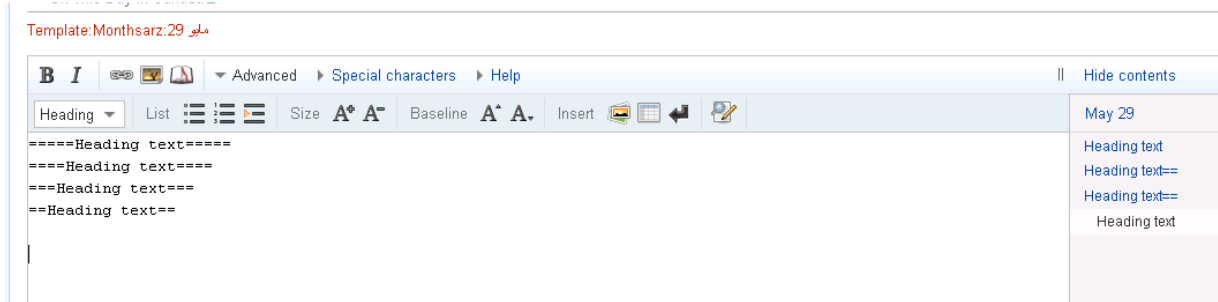 Template:Monthsarz:29 مايو
B I Advanced Special characters Help || Hide contents
Heading List Size A A Baseline A A Insert May 29
=====Heading text===== Heading text
====Heading text==== Heading text==
===Heading text=== Heading text==
==Heading text== Heading text